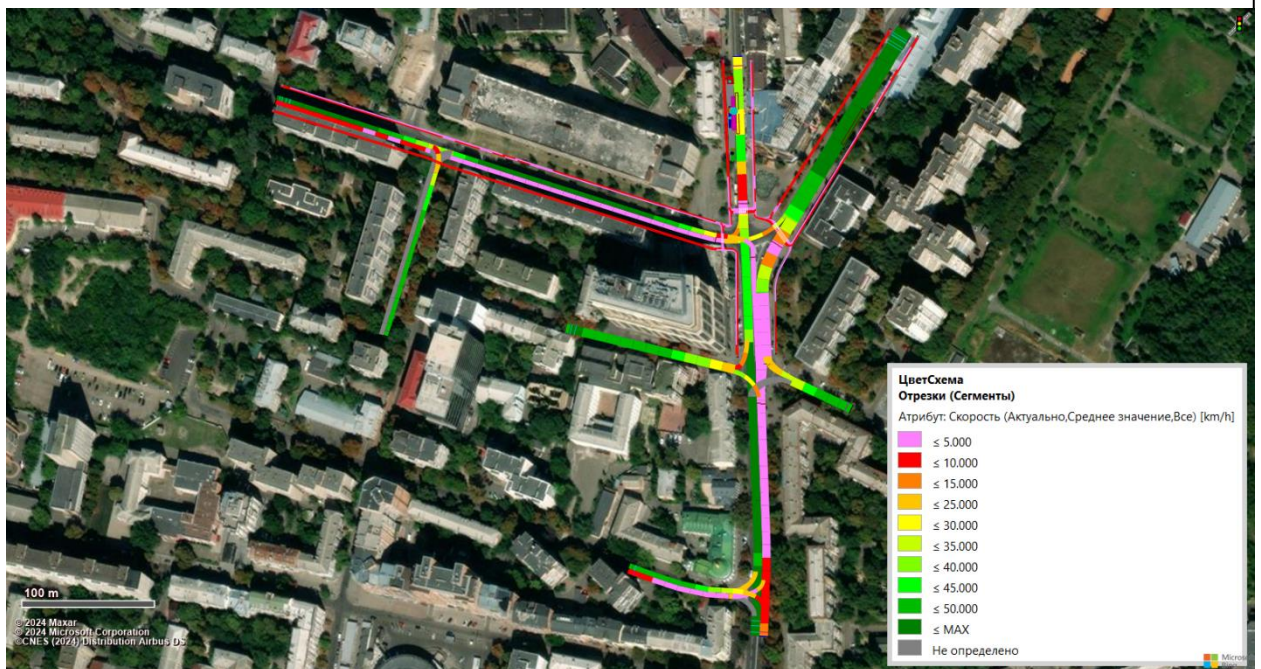 ЦветСхема
Отрезки (Сегменты)
Атрибут: Скорость (Актуально,Среднее значение,Все) [km/h]
≤ 5.000
≤ 10.000
≤ 15.000
≤ 25.000
≤ 30.000
≤ 35.000
≤ 40.000
≤ 45.000
≤ 50.000
≤ MAX
Не определено
100 m
© 2024 Maxar
© 2024 Microsoft Corporation
©CNES (2024) Distribution Airbus DS